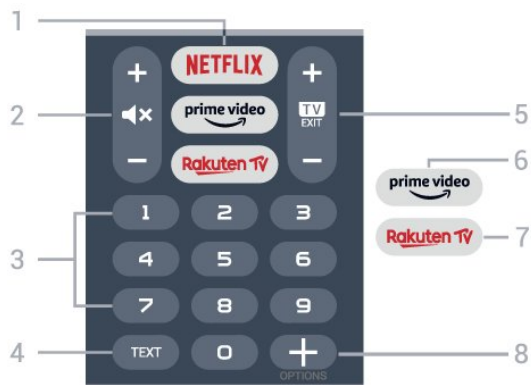 1
NETFLIX
+ +
2
prime video
TV
EXIT
5
- -
Rakuten TV
6
prime video
1 2 3
Rakuten TV
7
3
4 5 6
7 8 9
4
TEXT 0 +
8
OPTIONS